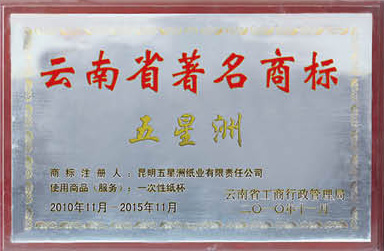 云南省著名商标
五星洲
商标注册人:昆明五星洲纸业有限责任公司
使用商品(服务):一次性纸杯
2010年11月-2015年11月
云南省工商行政管理局
二〇一〇年十一月